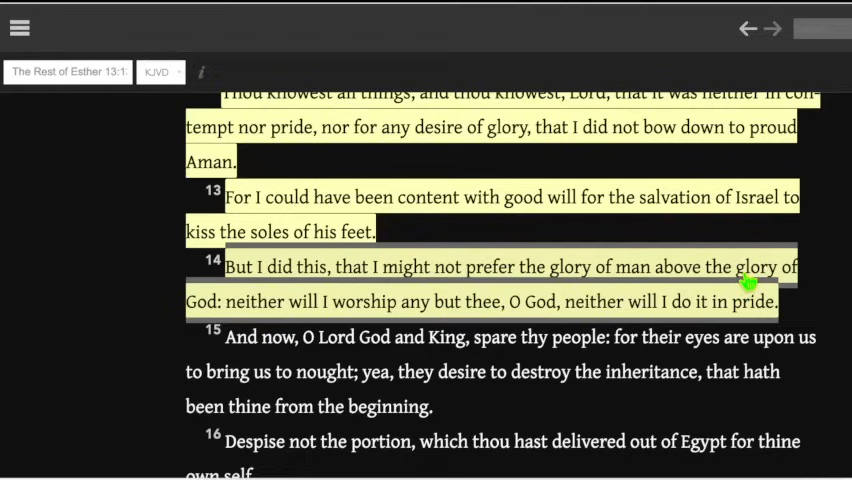 The Rest of Esther 13:1
KJVD
i
Thou knowest all things, and thou knowest, Lord, that it was neither in con-
tempt nor pride, nor for any desire of glory, that I did not bow down to proud
Aman.
13 For I could have been content with good will for the salvation of Israel to
kiss the soles of his feet.
14 But I did this, that I might not prefer the glory of man above the glory of
God: neither will I worship any but thee, O God, neither will I do it in pride.
15 And now, O Lord God and King, spare thy people: for their eyes are upon us
to bring us to nought; yea, they desire to destroy the inheritance, that hath
been thine from the beginning.
16 Despise not the portion, which thou hast delivered out of Egypt for thine
own self.